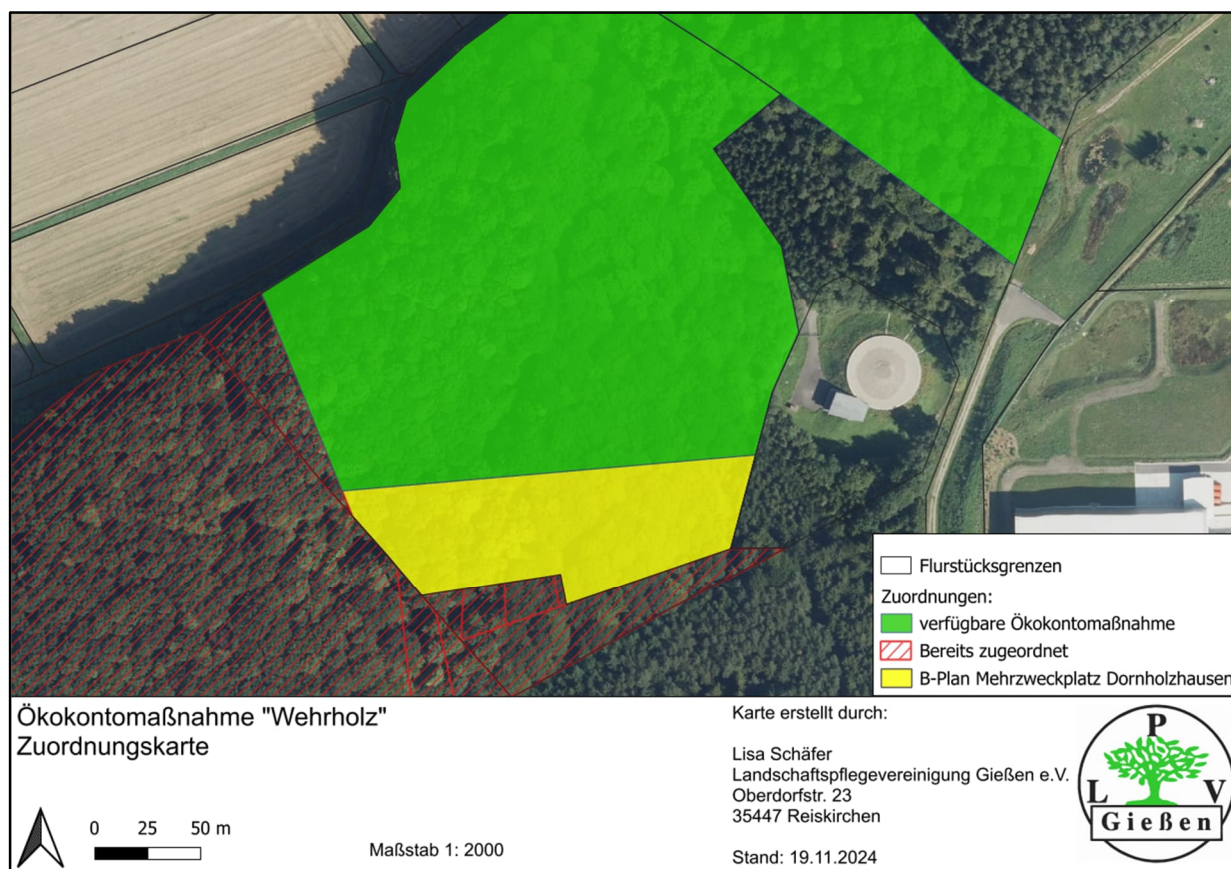 Flurstücksgrenzen
Zuordnungen:
verfügbare Ökokontomaßnahme
Bereits zugeordnet
B-Plan Mehrzweckplatz Dornholzhausen
Ökokontomaßnahme "Wehrholz"
Zuordnungskarte
0 25 50 m
Maßstab 1: 2000
Karte erstellt durch:
Lisa Schäfer
Landschaftspflegevereinigung Gießen e.V.
Oberdorfstr. 23
35447 Reiskirchen
Stand: 19.11.2024
P
L V
Gießen